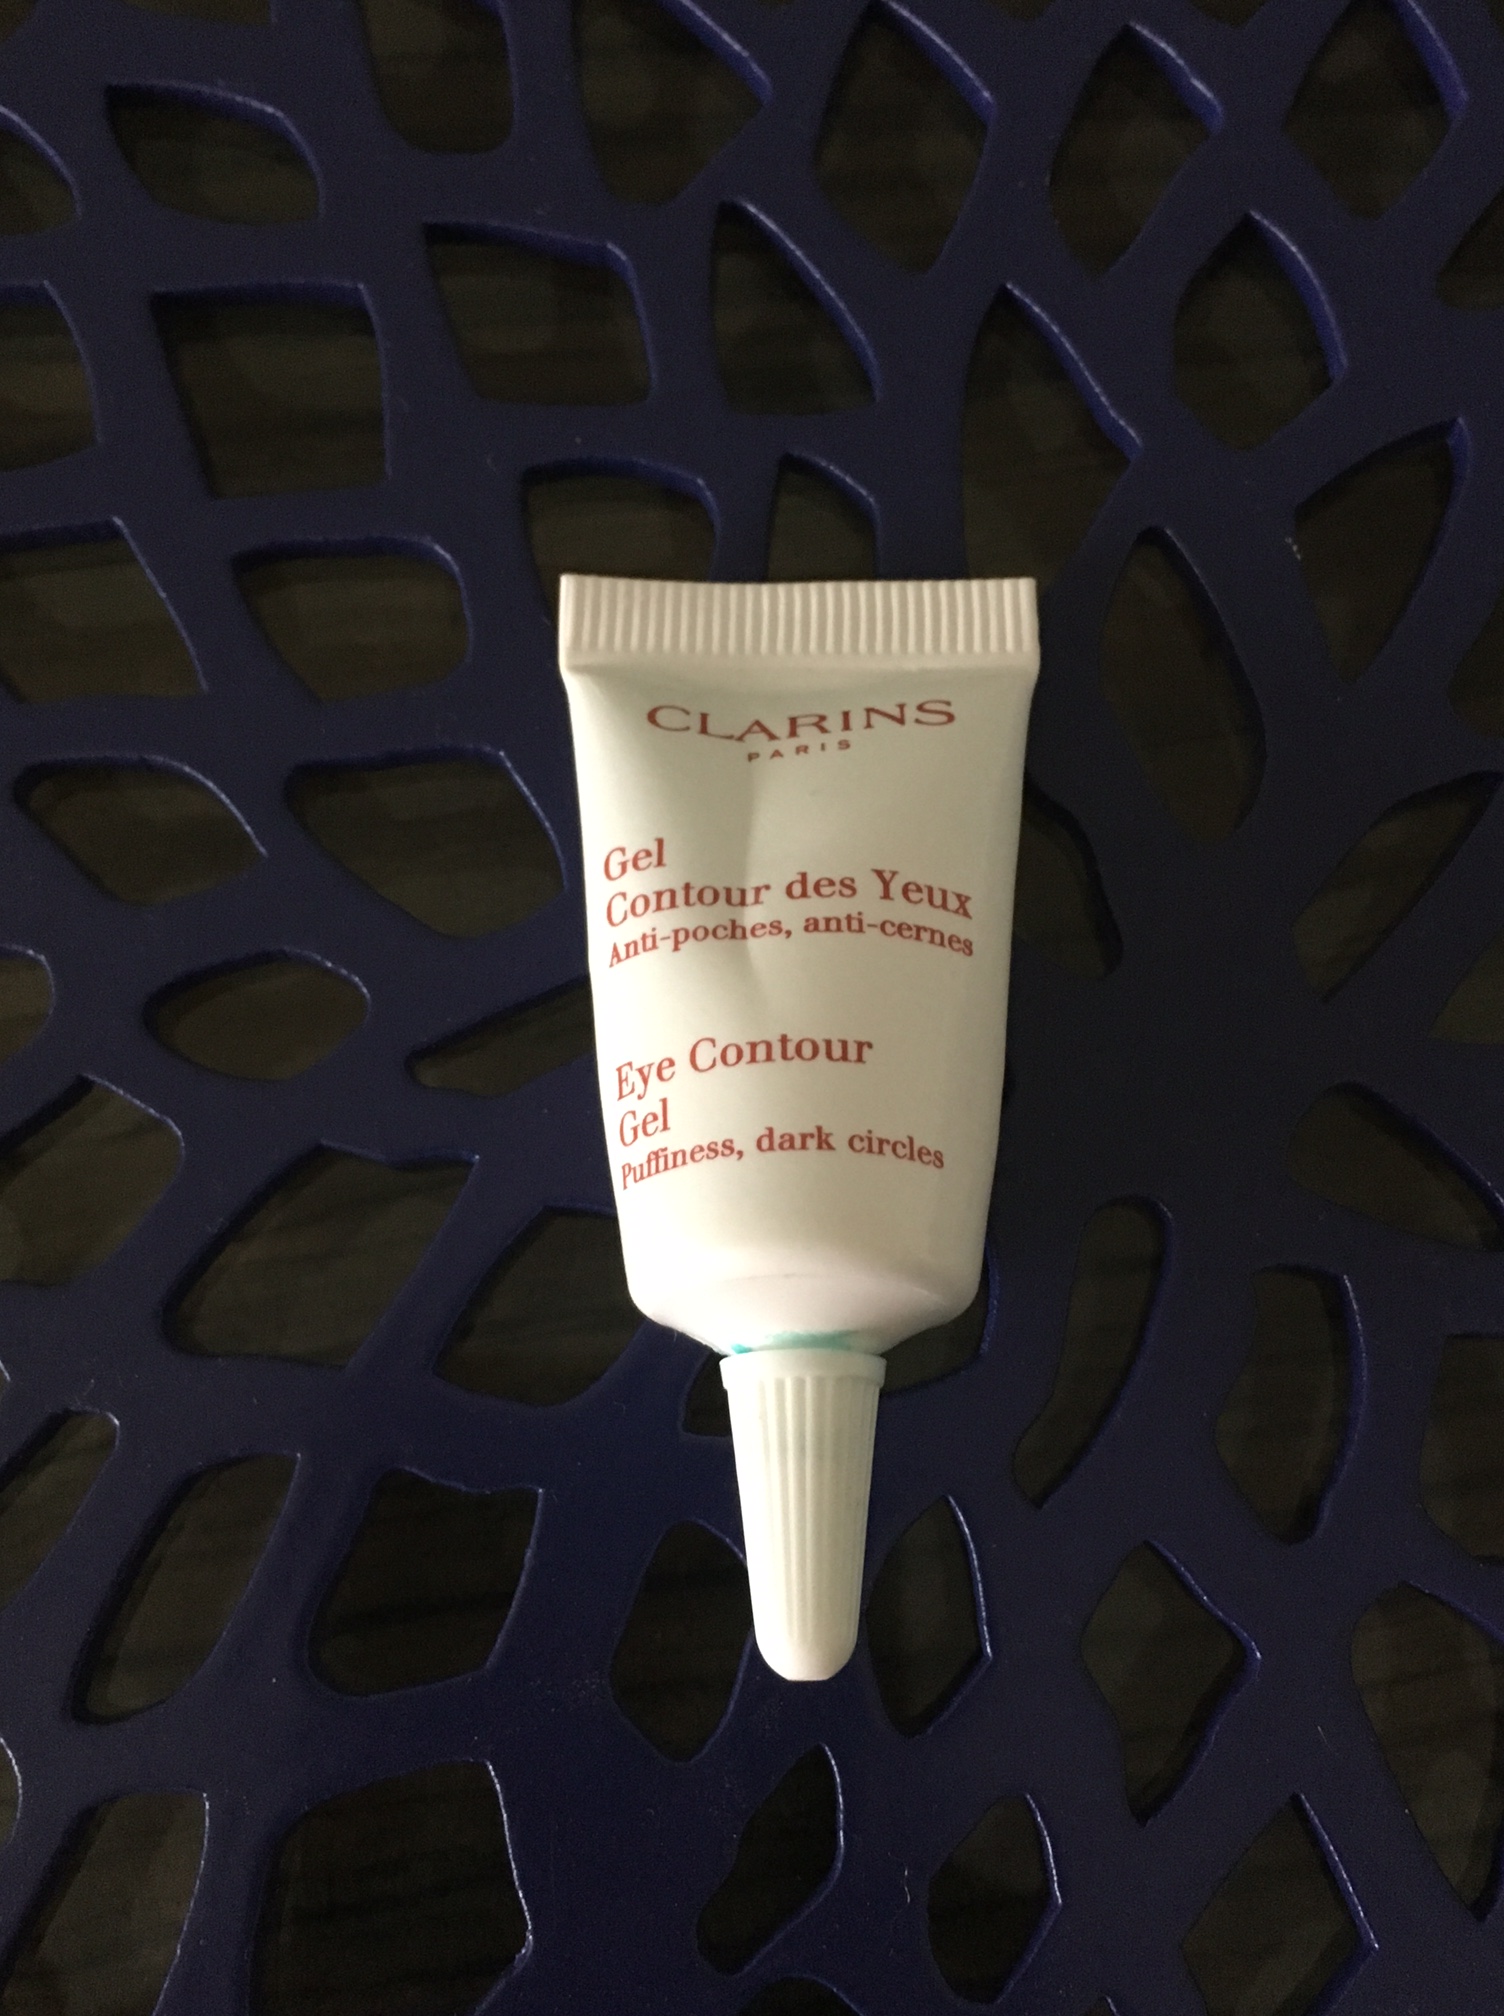 CLARINS
PARIS
Gel
Contour des Yeux
Anti-poches, anti-cernes
Eye Contour
Gel
Puffiness, dark circles